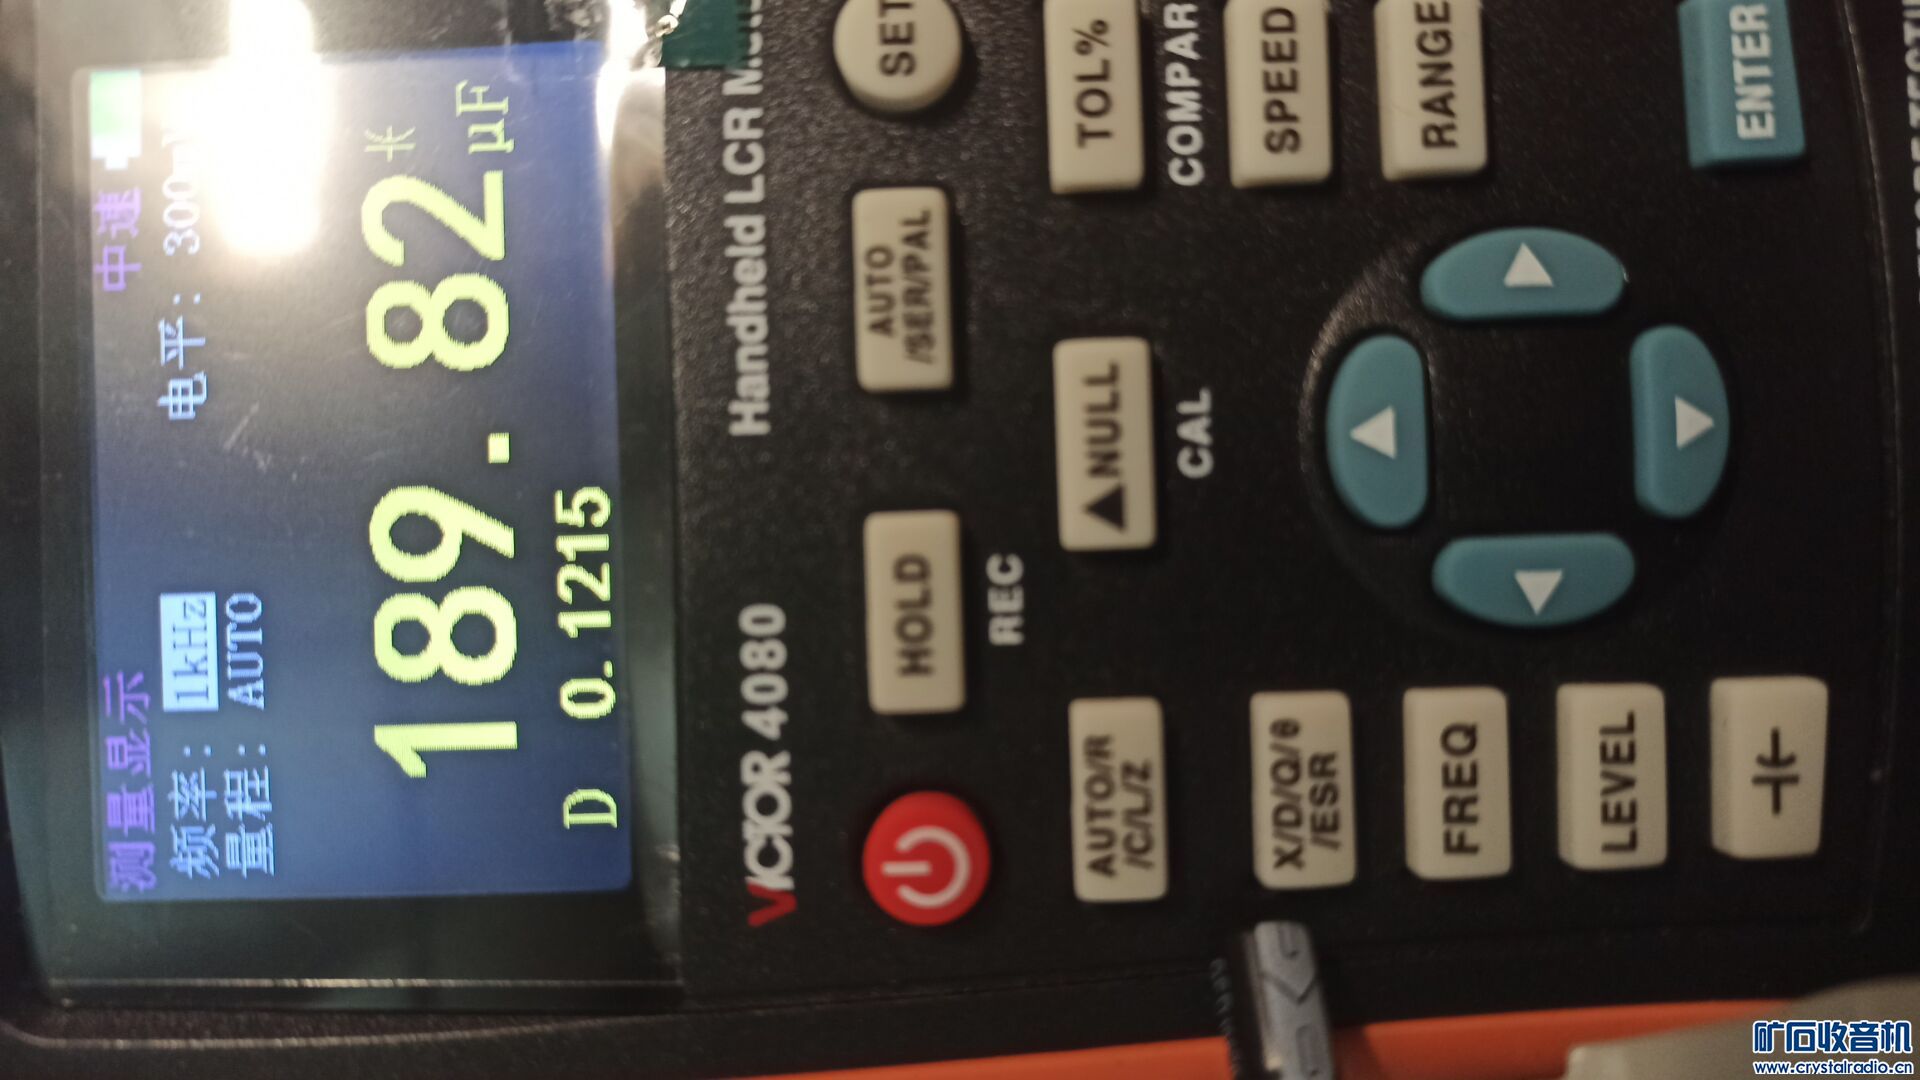 测量显示 中速
频率: 1kHz 电平: 300m
量程: AUTO
189.82 μF
D 0.1215
VICTOR 4080 Handheld LCR M
HOLD
AUTO /SER/PAL
SET
REC
AUTO/R /C/L/Z
▲NULL
TOL%
CAL
COMPAR
X/D/Q/θ /ESR
SPEED
FREQ
RANGE
LEVEL
ENTER
矿石收音机
www.crystalradio.cn